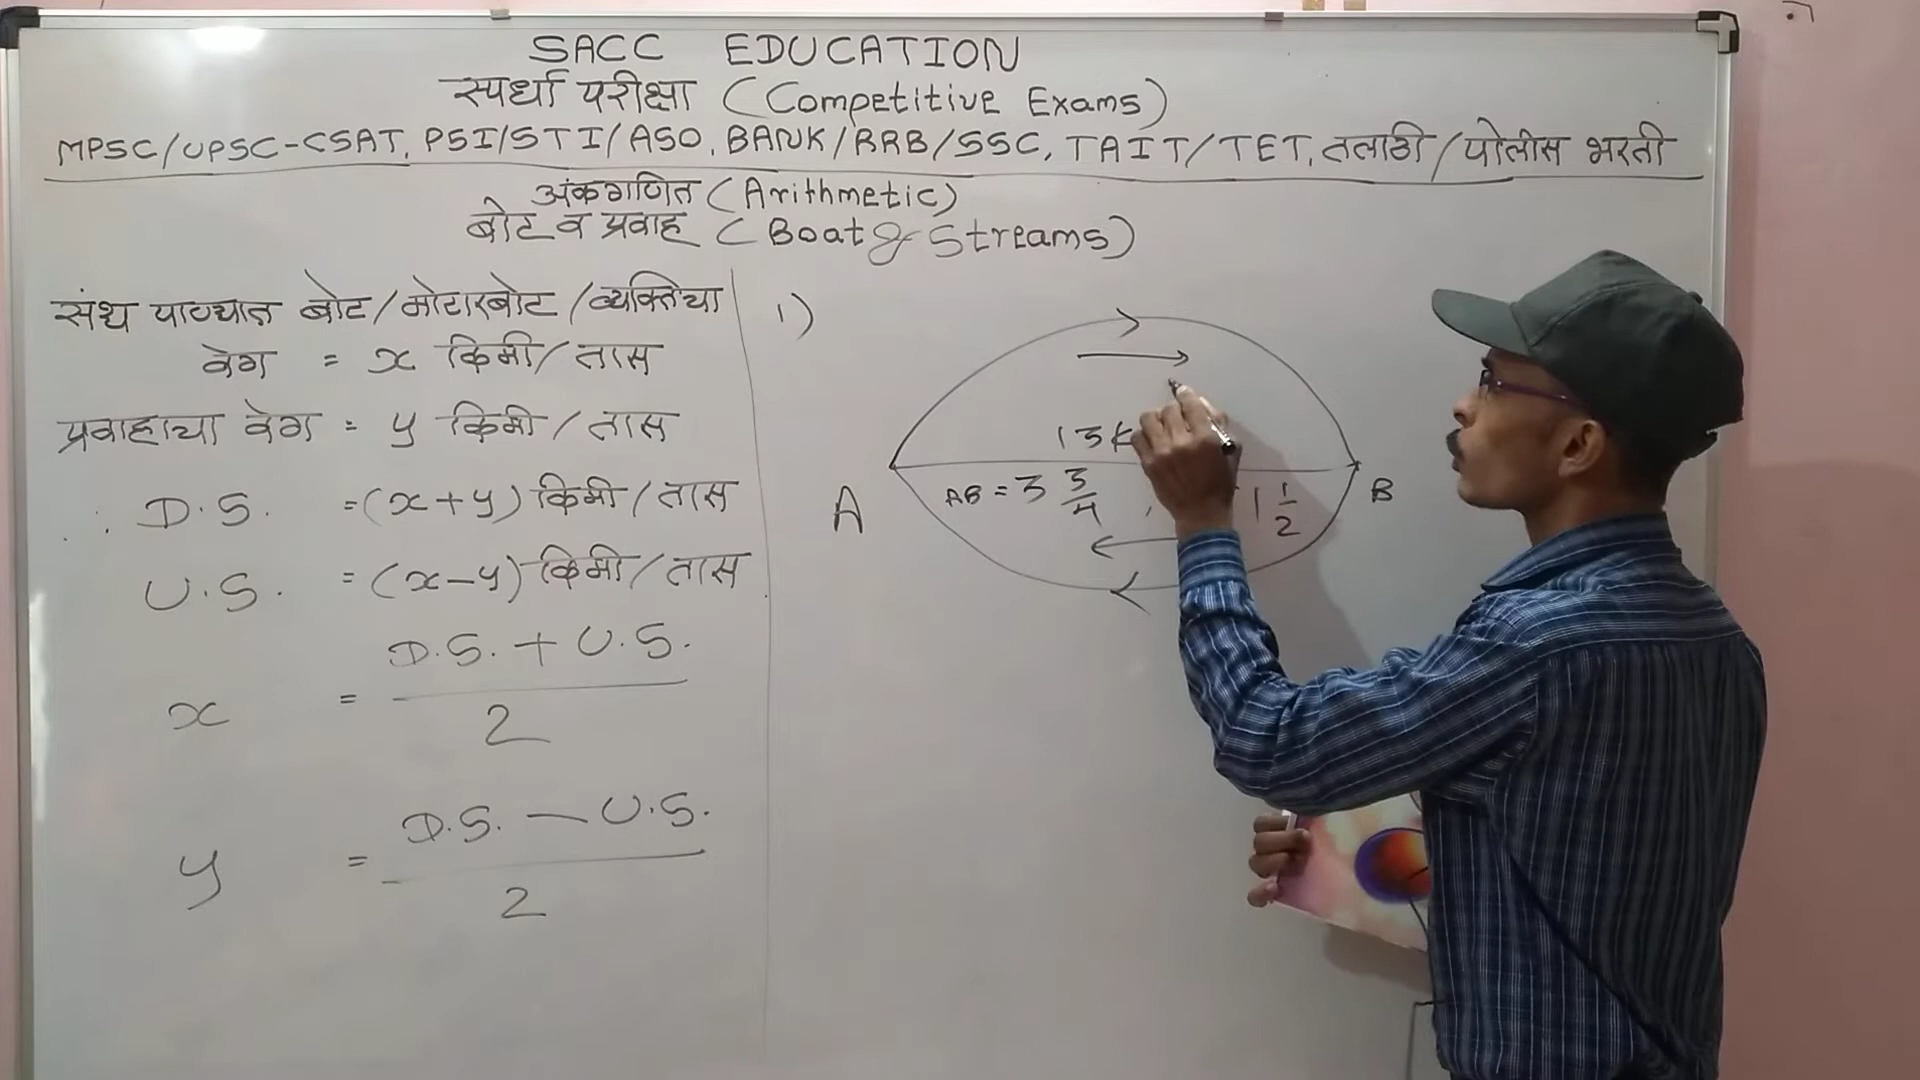 SACC EDUCATION
स्पर्धा परीक्षा (Competitive Exams)
MPSC/UPSC-CSAT, PSI/STI/ASO, BANK/RRB/SSC, TAIT/TET, तलाठी/पोलीस भरती
अंकगणित (Arithmetic)
बोट व प्रवाह (Boat & Streams)
संथ पाण्यात बोट/मोटारबोट/व्यक्तिचा
वेग = x किमी/तास
प्रवाहाचा वेग = y किमी/तास
D.S. =(x+y) किमी/तास
U.S. =(x-y) किमी/तास
x = D.S. + U.S.
2
y = D.S. - U.S.
2
1)
13
A
AB = 3 3/4
1 1/2
B